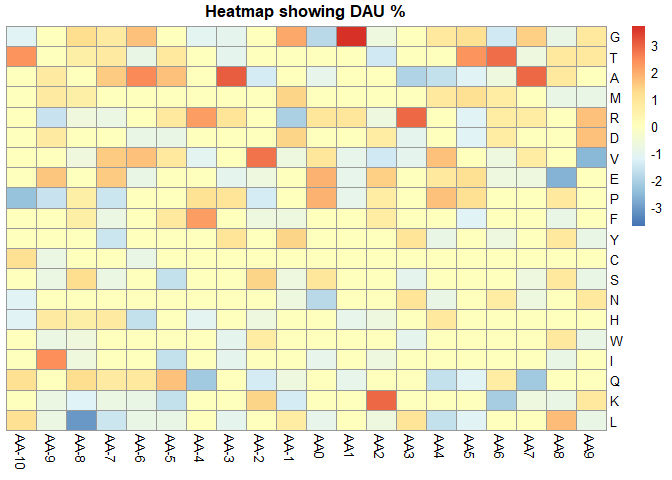 Heatmap showing DAU %
G
T
A
M
R
D
V
E
P
F
Y
C
S
N
H
W
I
Q
K
L
3
2
1
0
-1
-2
-3
AA-10
AA-9
AA-8
AA-7
AA-6
AA-5
AA-4
AA-3
AA-2
AA-1
AA0
AA1
AA2
AA3
AA4
AA5
AA6
AA7
AA8
AA9